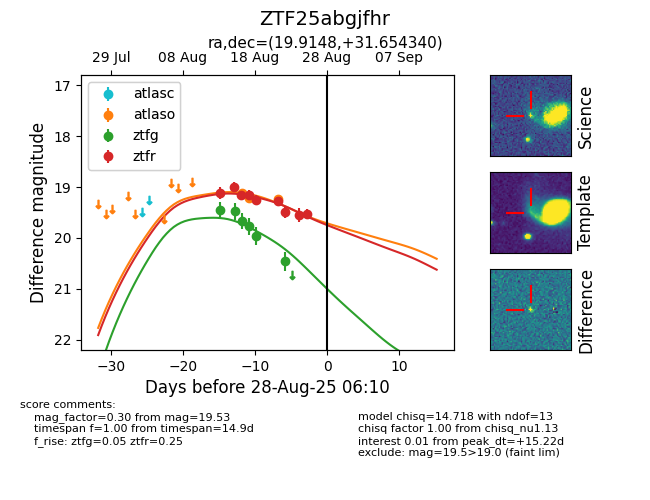 ZTF25abgjfhr
ra,dec=(19.9148,+31.654340)
29 Jul 08 Aug 18 Aug 28 Aug 07 Sep
atlasc
atlaso
ztfg
ztfr
17
18
19
20
21
22
Difference magnitude
−30 −20 −10 0 10
Days before 28-Aug-25 06:10
Science
Template
Difference
score comments:
mag_factor=0.30 from mag=19.53
timespan f=1.00 from timespan=14.9d
f_rise: ztfg=0.05 ztfr=0.25
model chisq=14.718 with ndof=13
chisq factor 1.00 from chisq_nu1.13
interest 0.01 from peak_dt=+15.22d
exclude: mag=19.5>19.0 (faint lim)